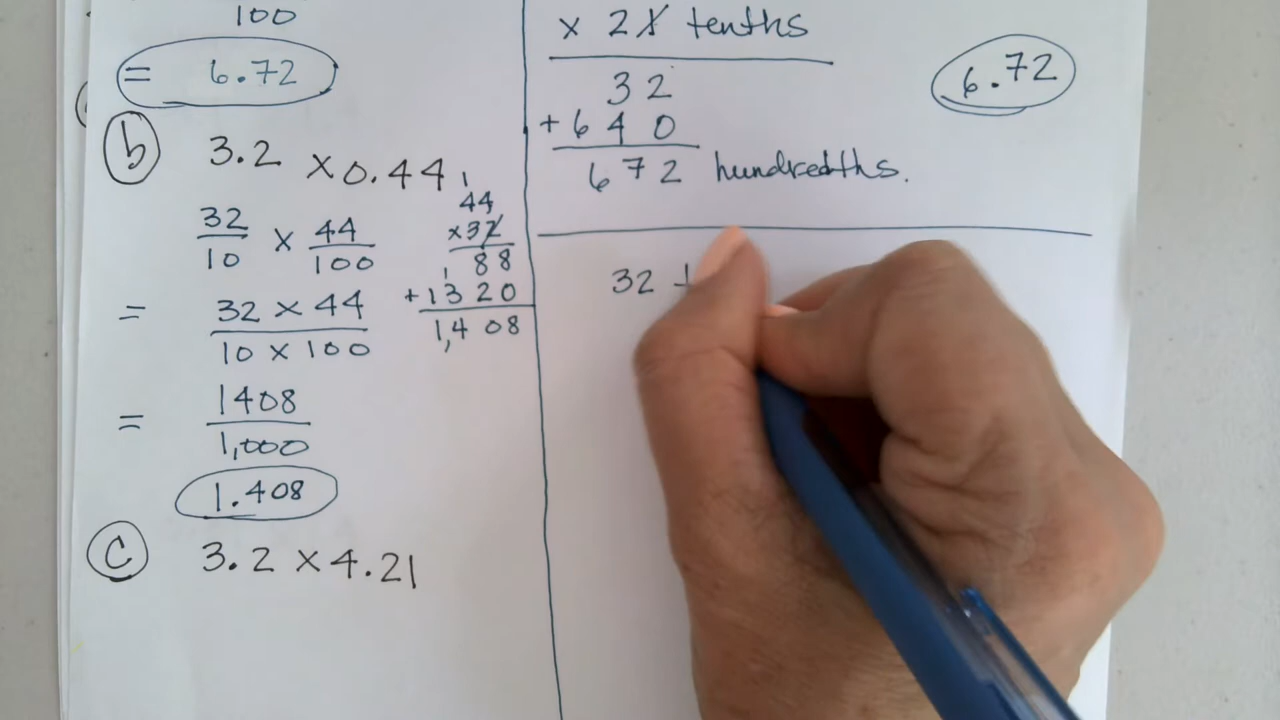 100
= 6.72
b 3.2 × 0.44
32/10 × 44/100
= 32 × 44 / 10 × 100
= 1408 / 1,000
1.408
c 3.2 × 4.21
1
44
×32
88
1
+1320
1,408
× 21 tenths
32
+640
672 hundredths.
6.72
32 t